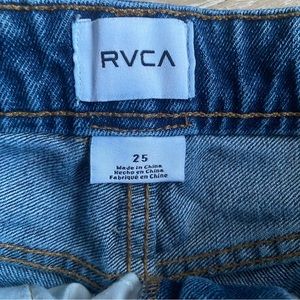 RVCA
25
Made in China
Hecho en China
Fabriqué en Chine